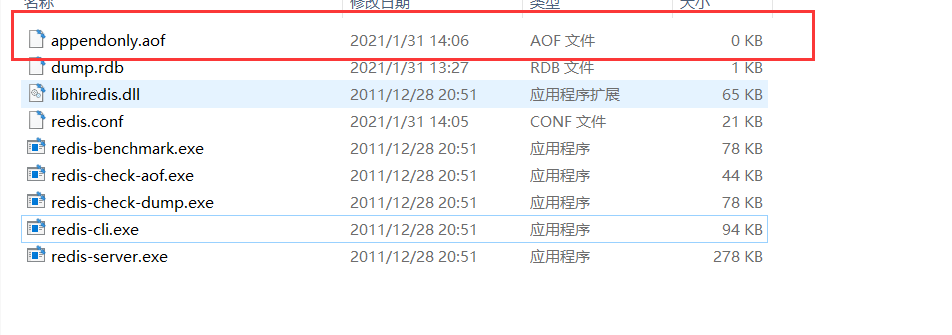 名称 修改日期 类型 大小
appendonly.aof 2021/1/31 14:06 AOF 文件 0 KB
dump.rdb 2021/1/31 13:27 RDB 文件 1 KB
libhiredis.dll 2011/12/28 20:51 应用程序扩展 65 KB
redis.conf 2021/1/31 14:05 CONF 文件 21 KB
redis-benchmark.exe 2011/12/28 20:51 应用程序 78 KB
redis-check-aof.exe 2011/12/28 20:51 应用程序 44 KB
redis-check-dump.exe 2011/12/28 20:51 应用程序 78 KB
redis-cli.exe 2011/12/28 20:51 应用程序 94 KB
redis-server.exe 2011/12/28 20:51 应用程序 278 KB